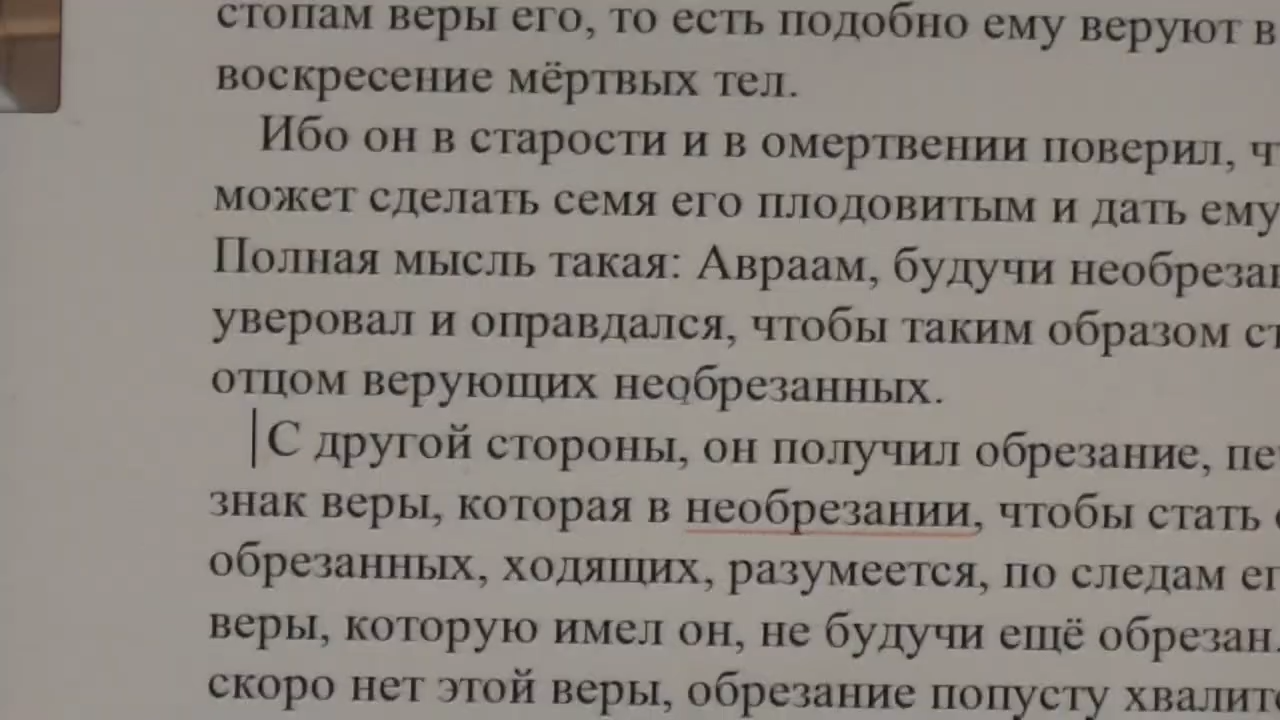 стопам веры его, то есть подобно ему веруют в
воскресение мёртвых тел.
Ибо он в старости и в омертвении поверил,
может сделать семя его плодовитым и дать ему
Полная мысль такая: Авраам, будучи
уверовал и оправдался, чтобы таким образом
отцом верующих необрезанных.
С другой стороны, он получил обрезание,
знак веры, которая в необрезании, чтобы стать
обрезанных, ходящих, разумеется, по следам
веры, которую имел он, не будучи ещё обрезан.
скоро нет этой веры, обрезание попусту